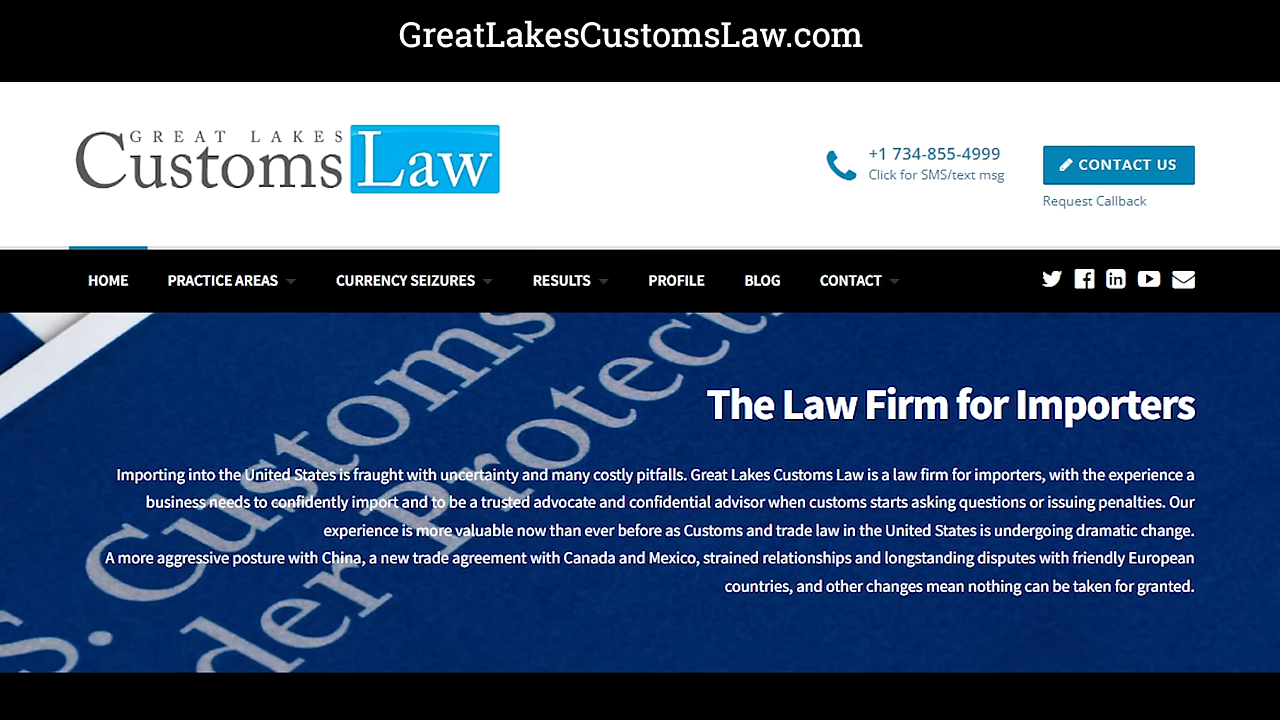 GreatLakesCustomsLaw.com
GREAT LAKES
Customs Law
+1 734-855-4999
Click for SMS/text msg
CONTACT US
Request Callback
HOME PRACTICE AREAS CURRENCY SEIZURES RESULTS PROFILE BLOG CONTACT
The Law Firm for Importers
Importing into the United States is fraught with uncertainty and many costly pitfalls. Great Lakes Customs Law is a law firm for importers, with the experience a
business needs to confidently import and to be a trusted advocate and confidential advisor when customs starts asking questions or issuing penalties. Our
experience is more valuable now than ever before as Customs and trade law in the United States is undergoing dramatic change.
A more aggressive posture with China, a new trade agreement with Canada and Mexico, strained relationships and longstanding disputes with friendly European
countries, and other changes mean nothing can be taken for granted.
S. Customs
der Protecti